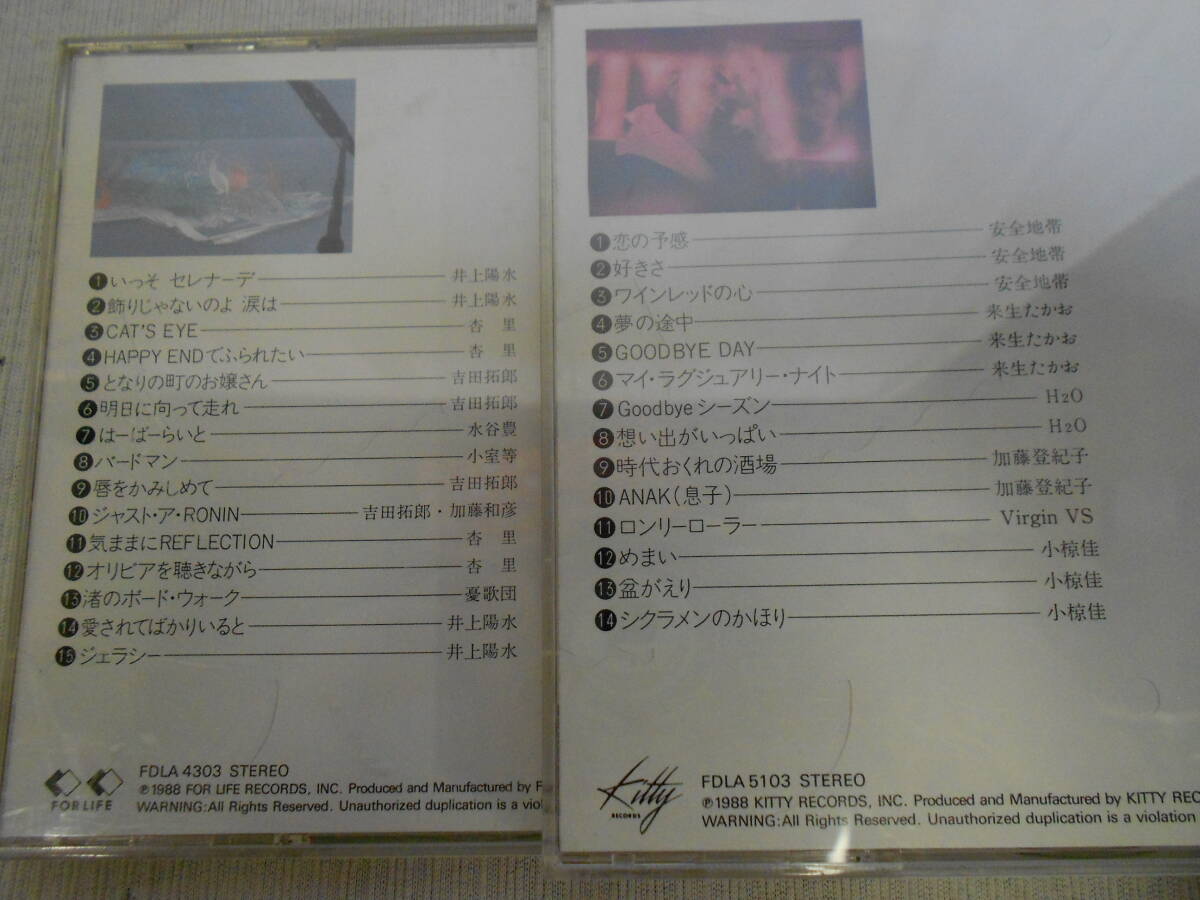 ❶いっそ セレナーデ 井上陽水
❷飾りじゃないのよ 涙は 井上陽水
❸CAT'S EYE 杏 里
❹HAPPY ENDでふられたい 杏 里
❺となりの町のお嬢さん 吉田拓郎
❻明日に向って走れ 吉田拓郎
❼はーばーらいと 水谷豊
❽バードマン 小室等
❾唇をかみしめて 吉田拓郎
❿ジャスト・ア・RONIN 吉田拓郎・加藤和彦
⓫気ままにREFLECTION 杏 里
⓬オリビアを聴きながら 杏 里
⓭渚のボード・ウォーク 憂歌団
⓮愛されてばかりいると 井上陽水
⓯ジェラシー 井上陽水
FOR LIFE
FDLA 4303 STEREO
℗1988 FOR LIFE RECORDS, INC. Produced and Manufactured by F
WARNING:All Rights Reserved. Unauthorized duplication is a viol
❶恋の予感 安全地帯
❷好きさ 安全地帯
❸ワインレッドの心 安全地帯
❹夢の途中 来生たかお
❺GOODBYE DAY 来生たかお
❻マイ・ラグジュアリー・ナイト 来生たかお
❼Goodbyeシーズン H2O
❽想い出がいっぱい H2O
❾時代おくれの酒場 加藤登紀子
❿ANAK(息子) 加藤登紀子
⓫ロンリーローラー Virgin VS
⓬めまい 小椋佳
⓭盆がえり 小椋佳
⓮シクラメンのかほり 小椋佳
Kitty
RECORDS
FDLA 5103 STEREO
℗1988 KITTY RECORDS, INC. Produced and Manufactured by KITTY REC
WARNING:All Rights Reserved. Unauthorized duplication is a violation